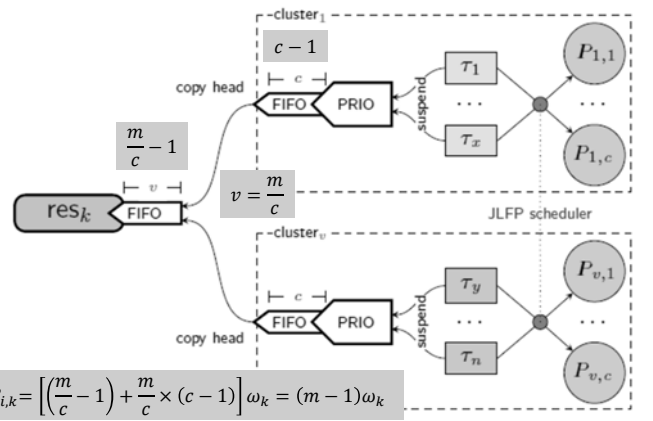 cluster₁
c − 1
P₁,₁
τ₁
copy head
c
FIFO
PRIO
suspend
· · ·
· · ·
τₓ
P₁,c
m/c − 1
v
v = m/c
resₖ
FIFO
JLFP scheduler
clusterᵥ
Pᵥ,₁
τ_y
c
FIFO
PRIO
suspend
· · ·
· · ·
copy head
τₙ
Pᵥ,c
i,k = [(m/c − 1) + m/c × (c − 1)] ωₖ = (m − 1)ωₖ